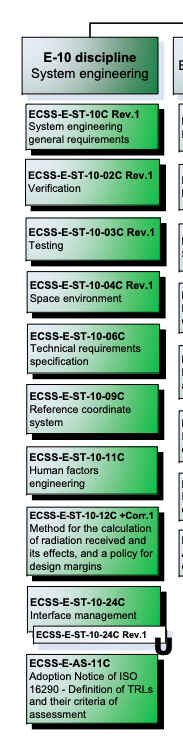 E-10 discipline
System engineering
ECSS-E-ST-10C Rev.1
System engineering
general requirements
ECSS-E-ST-10-02C Rev.1
Verification
ECSS-E-ST-10-03C Rev.1
Testing
ECSS-E-ST-10-04C Rev.1
Space environment
ECSS-E-ST-10-06C
Technical requirements
specification
ECSS-E-ST-10-09C
Reference coordinate
system
ECSS-E-ST-10-11C
Human factors
engineering
ECSS-E-ST-10-12C +Corr.1
Method for the calculation
of radiation received and
its effects, and a policy for
design margins
ECSS-E-ST-10-24C
Interface management
ECSS-E-ST-10-24C Rev.1
U
ECSS-E-AS-11C
Adoption Notice of ISO
16290 - Definition of TRLs
and their criteria of
assessment